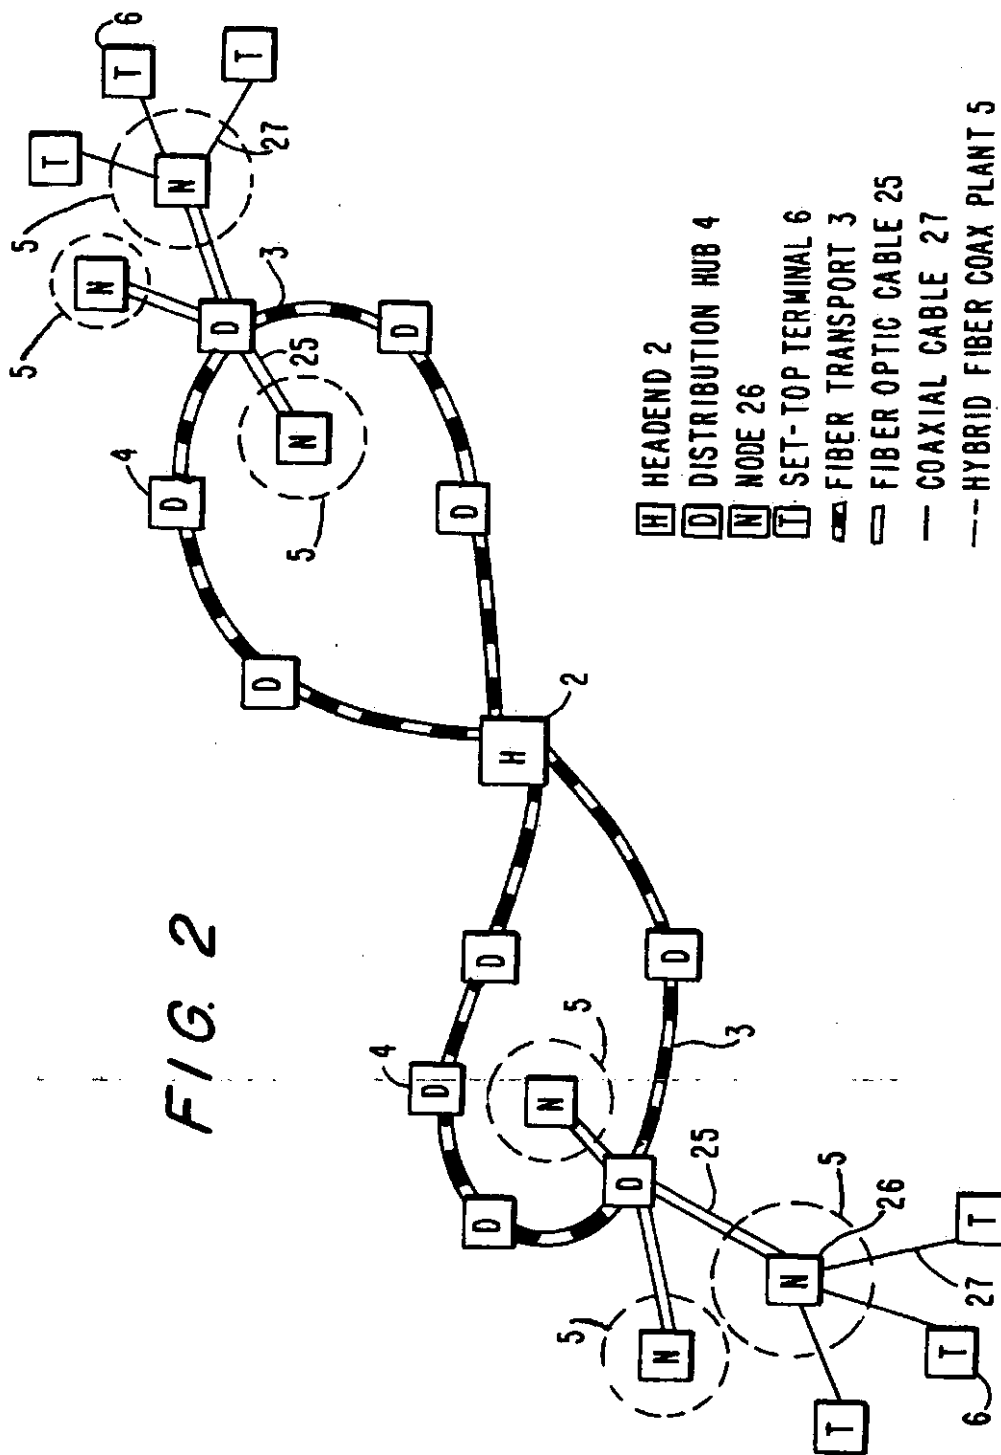 FIG. 2
6
T
T
T
5
N
27
5
N
3
D
25
4
D
N
5
D
D
D
2
H
D
D
4
D
5
N
3
D
D
25
5
26
N
5
N
27
T
T
6
T
H HEADEND 2
D DISTRIBUTION HUB 4
N NODE 26
T SET-TOP TERMINAL 6
FIBER TRANSPORT 3
FIBER OPTIC CABLE 25
COAXIAL CABLE 27
HYBRID FIBER COAX PLANT 5